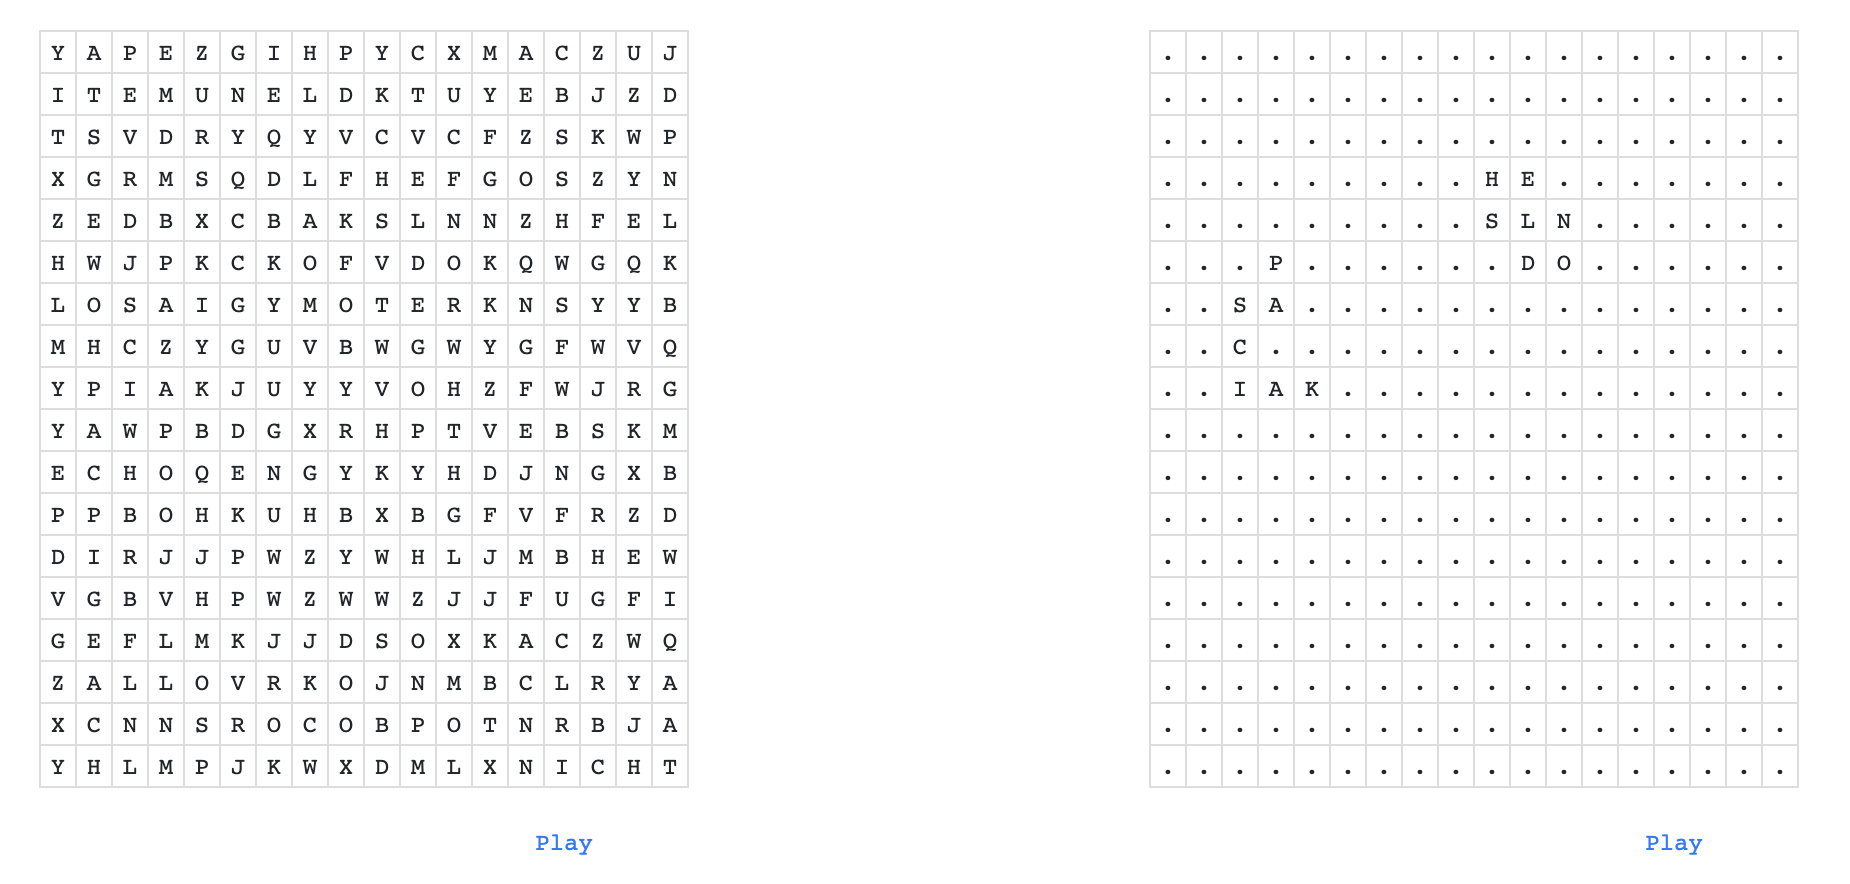 Y A P E Z G I H P Y C X M A C Z U J
I T E M U N E L D K T U Y E B J Z D
T S V D R Y Q Y V C V C F Z S K W P
X G R M S Q D L F H E F G O S Z Y N
Z E D B X C B A K S L N N Z H F E L
H W J P K C K O F V D O K Q W G Q K
L O S A I G Y M O T E R K N S Y Y B
M H C Z Y G U V B W G W Y G F W V Q
Y P I A K J U Y Y V O H Z F W J R G
Y A W P B D G X R H P T V E B S K M
E C H O Q E N G Y K Y H D J N G X B
P P B O H K U H B X B G F V F R Z D
D I R J J P W Z Y W H L J M B H E W
V G B V H P W Z W W Z J J F U G F I
G E F L M K J J D S O X K A C Z W Q
Z A L L O V R K O J N M B C L R Y A
X C N N S R O C O B P O T N R B J A
Y H L M P J K W X D M L X N I C H T
Play
. . . . . . . . . . . . . . . . . .
. . . . . . . . . . . . . . . . . .
. . . . . . . . . . . . . . . . . .
. . . . . . . . . H E . . . . . . .
. . . . . . . . . S L N . . . . . .
. . . P . . . . . . D O . . . . . .
. . S A . . . . . . . . . . . . . .
. . C . . . . . . . . . . . . . . .
. . I A K . . . . . . . . . . . . .
. . . . . . . . . . . . . . . . . .
. . . . . . . . . . . . . . . . . .
. . . . . . . . . . . . . . . . . .
. . . . . . . . . . . . . . . . . .
. . . . . . . . . . . . . . . . . .
. . . . . . . . . . . . . . . . . .
. . . . . . . . . . . . . . . . . .
. . . . . . . . . . . . . . . . . .
. . . . . . . . . . . . . . . . . .
Play